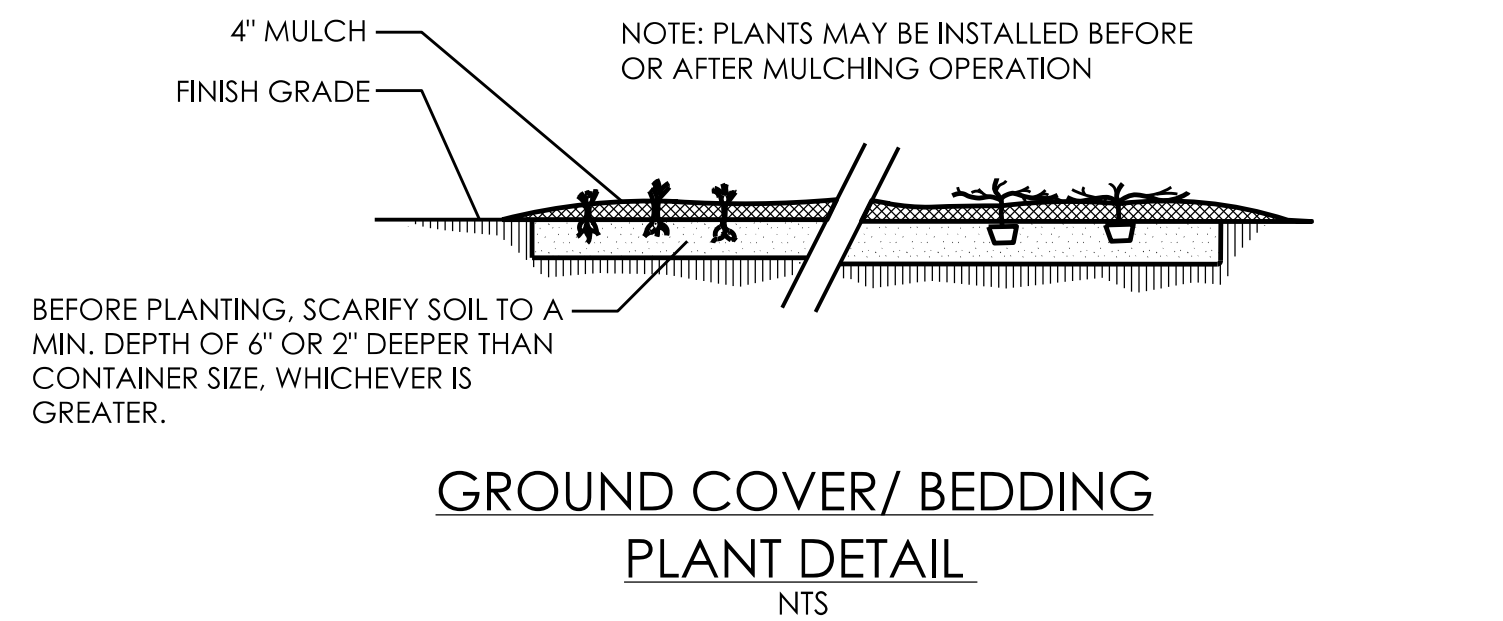 4" MULCH
NOTE: PLANTS MAY BE INSTALLED BEFORE
OR AFTER MULCHING OPERATION
FINISH GRADE
BEFORE PLANTING, SCARIFY SOIL TO A
MIN. DEPTH OF 6" OR 2" DEEPER THAN
CONTAINER SIZE, WHICHEVER IS
GREATER.
GROUND COVER/ BEDDING
PLANT DETAIL
NTS